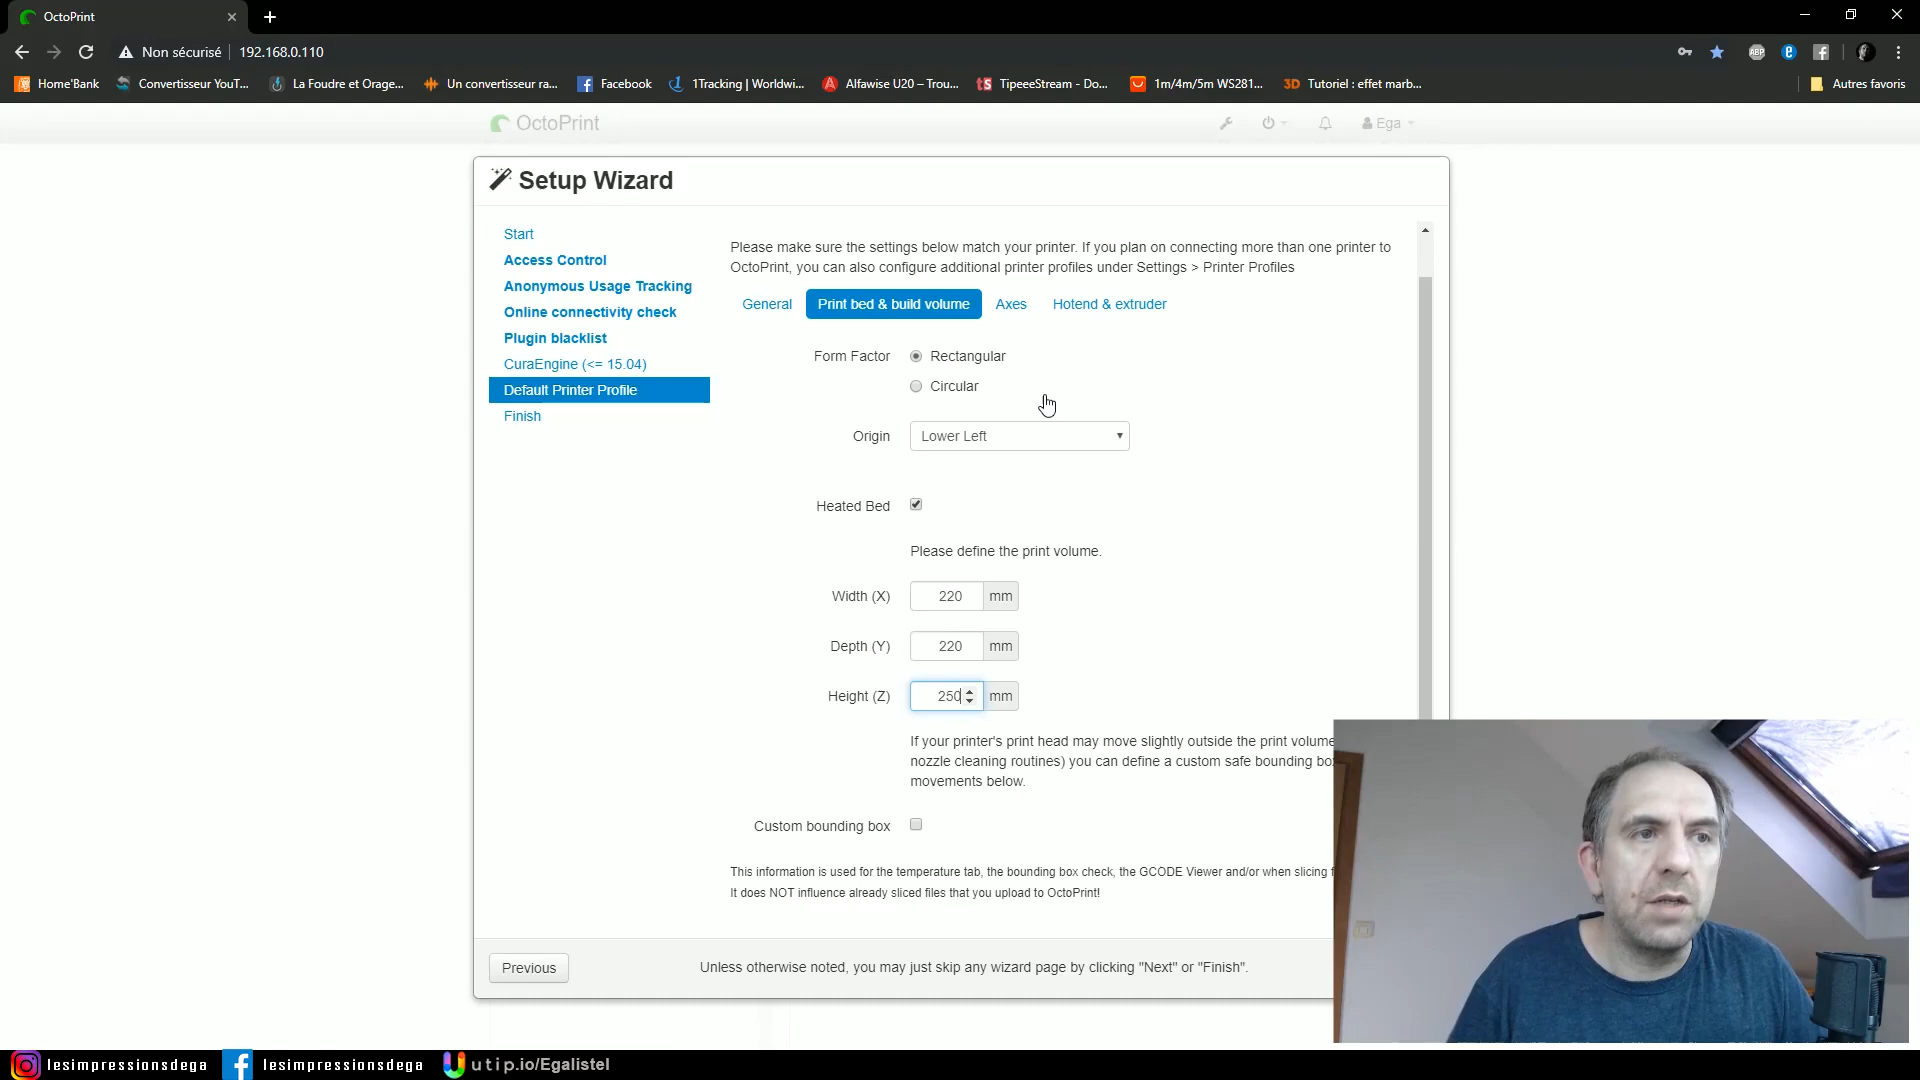 OctoPrint
Non sécurisé
192.168.0.110
ABP
Home'Bank
Convertisseur YouT...
La Foudre et Orage...
Un convertisseur ra...
Facebook
1Tracking | Worldwi...
Alfawise U20 – Trou...
TipeeeStream - Do...
1m/4m/5m WS281...
Tutoriel : effet marb...
Autres favoris
OctoPrint
Ega
Setup Wizard
Start
Access Control
Anonymous Usage Tracking
Online connectivity check
Plugin blacklist
CuraEngine (<= 15.04)
Default Printer Profile
Finish
Please make sure the settings below match your printer. If you plan on connecting more than one printer to
OctoPrint, you can also configure additional printer profiles under Settings > Printer Profiles
General
Print bed & build volume
Axes
Hotend & extruder
Form Factor
Rectangular
Circular
Origin
Lower Left
Heated Bed
Please define the print volume.
Width (X)
220
mm
Depth (Y)
220
mm
Height (Z)
250
mm
If your printer's print head may move slightly outside the print volume
nozzle cleaning routines) you can define a custom safe bounding bo
movements below.
Custom bounding box
This information is used for the temperature tab, the bounding box check, the GCODE Viewer and/or when slicing f
It does NOT influence already sliced files that you upload to OctoPrint!
Previous
Unless otherwise noted, you may just skip any wizard page by clicking "Next" or "Finish".
lesimpressionsdega
lesimpressionsdega
utip.io/Egalistel